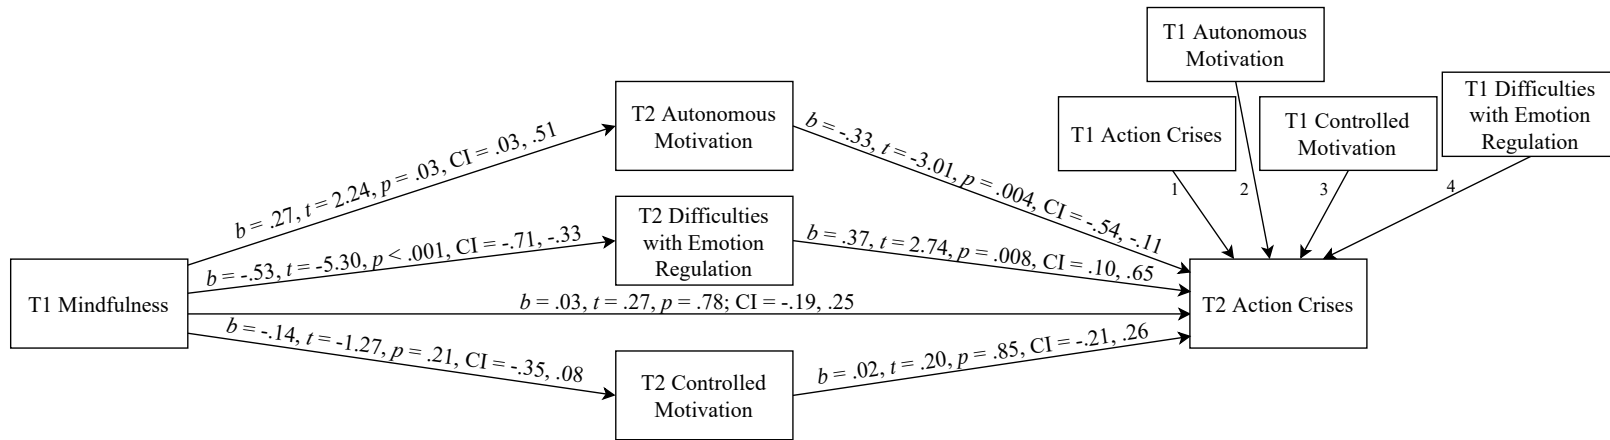 T1 Autonomous
Motivation
T1 Difficulties
with Emotion
Regulation
T1 Action Crises
T1 Controlled
Motivation
1
2
3
4
T2 Autonomous
Motivation
b = .27, t = 2.24, p = .03, CI = .03, .51
b = -.33, t = -3.01, p = .004, CI = -.54, -.11
T2 Difficulties
with Emotion
Regulation
b = -.53, t = -5.30, p < .001, CI = -.71, -.33
b = .37, t = 2.74, p = .008, CI = .10, .65
T1 Mindfulness
b = .03, t = .27, p = .78; CI = -.19, .25
T2 Action Crises
b = -.14, t = -1.27, p = .21, CI = -.35, .08
b = .02, t = .20, p = .85, CI = -.21, .26
T2 Controlled
Motivation